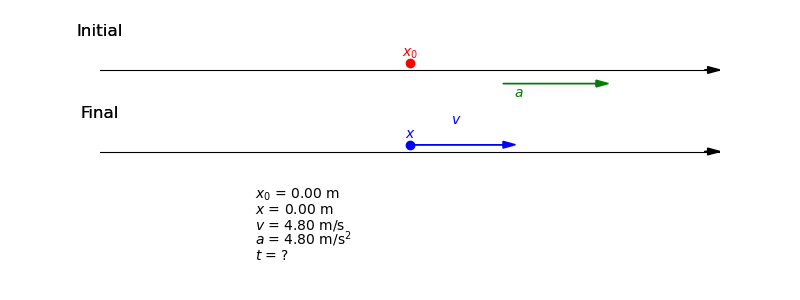 Initial
x₀
a
Final
v
x
x₀ = 0.00 m
x = 0.00 m
v = 4.80 m/s
a = 4.80 m/s²
t = ?